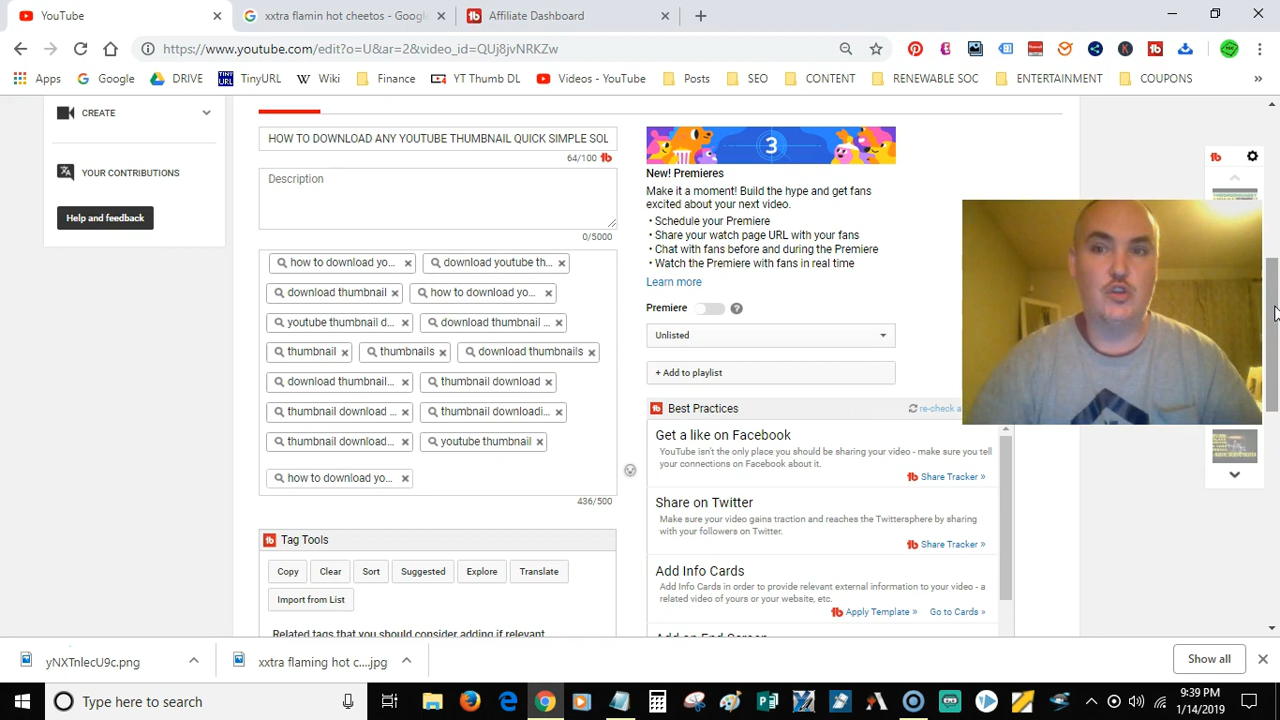 YouTube
xxtra flamin hot cheetos - Google
Affiliate Dashboard
https://www.youtube.com/edit?o=U&ar=2&video_id=QUj8jvNRKZw
Apps
Google
DRIVE
TinyURL
Wiki
Finance
YT Thumb DL
Videos - YouTube
Posts
SEO
CONTENT
RENEWABLE SOC
ENTERTAINMENT
COUPONS
»
CREATE
YOUR CONTRIBUTIONS
Help and feedback
HOW TO DOWNLOAD ANY YOUTUBE THUMBNAIL QUICK SIMPLE SOL
64/100
Description
0/5000
how to download yo...
download youtube th...
download thumbnail
how to download yo...
youtube thumbnail d...
download thumbnail ...
thumbnail
thumbnails
download thumbnails
download thumbnail...
thumbnail download
thumbnail download ...
thumbnail downloadi...
thumbnail download...
youtube thumbnail
how to download yo...
436/500
Tag Tools
Copy
Clear
Sort
Suggested
Explore
Translate
Import from List
Related tags that you should consider adding if relevant
3
New! Premieres
Make it a moment! Build the hype and get fans
excited about your next video.
• Schedule your Premiere
• Share your watch page URL with your fans
• Chat with fans before and during the Premiere
• Watch the Premiere with fans in real time
Learn more
Premiere
Unlisted
+ Add to playlist
Best Practices
re-check a
Get a like on Facebook
YouTube isn't the only place you should be sharing your video - make sure you tell
your connections on Facebook about it.
Share Tracker »
Share on Twitter
Make sure your video gains traction and reaches the Twittersphere by sharing
with your followers on Twitter.
Share Tracker »
Add Info Cards
Add Info Cards in order to provide relevant external information to your video - a
related video of yours or your website, etc.
Apply Template »
Go to Cards »
yNXTnlecU9c.png
xxtra flaming hot c....jpg
Show all
Type here to search
9:39 PM
1/14/2019